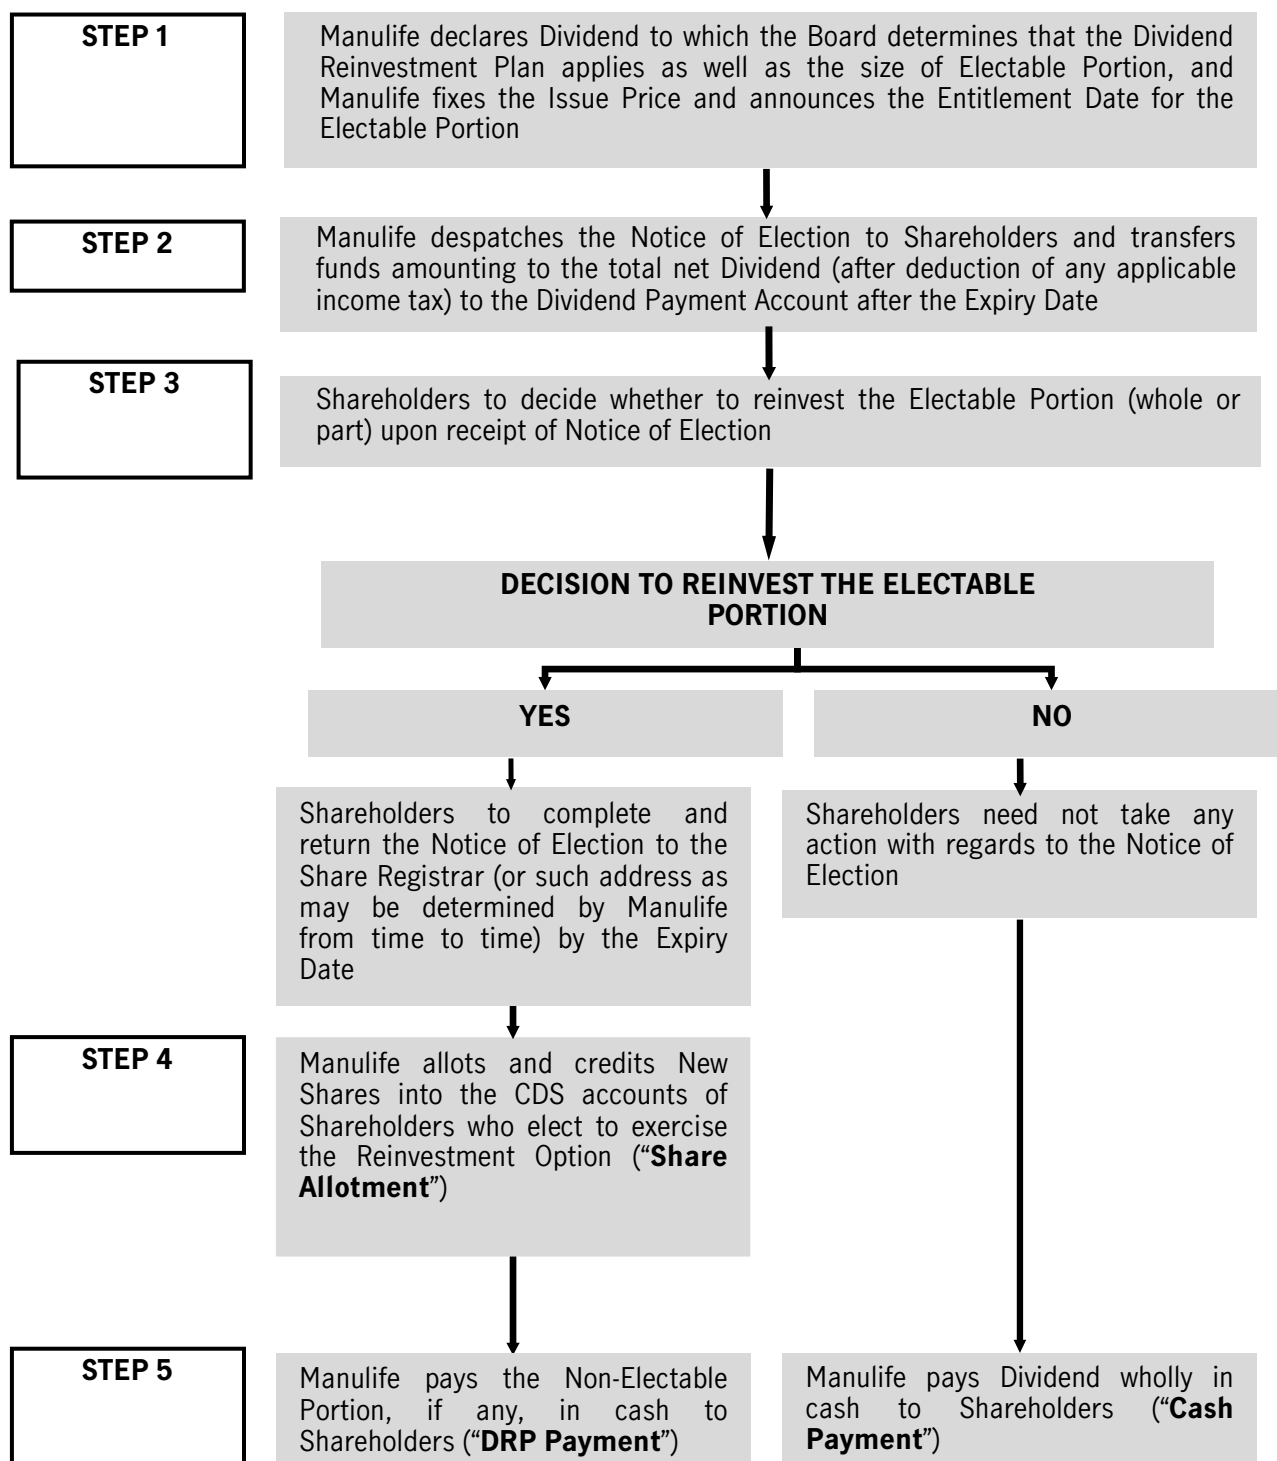 STEP 1
Manulife declares Dividend to which the Board determines that the Dividend
Reinvestment Plan applies as well as the size of Electable Portion, and
Manulife fixes the Issue Price and announces the Entitlement Date for the
Electable Portion
STEP 2
Manulife despatches the Notice of Election to Shareholders and transfers
funds amounting to the total net Dividend (after deduction of any applicable
income tax) to the Dividend Payment Account after the Expiry Date
STEP 3
Shareholders to decide whether to reinvest the Electable Portion (whole or
part) upon receipt of Notice of Election
DECISION TO REINVEST THE ELECTABLE
PORTION
YES
NO
Shareholders to complete and
return the Notice of Election to the
Share Registrar (or such address as
may be determined by Manulife
from time to time) by the Expiry
Date
Shareholders need not take any
action with regards to the Notice of
Election
STEP 4
Manulife allots and credits New
Shares into the CDS accounts of
Shareholders who elect to exercise
the Reinvestment Option (“Share
Allotment”)
STEP 5
Manulife pays the Non-Electable
Portion, if any, in cash to
Shareholders (“DRP Payment”)
Manulife pays Dividend wholly in
cash to Shareholders (“Cash
Payment”)